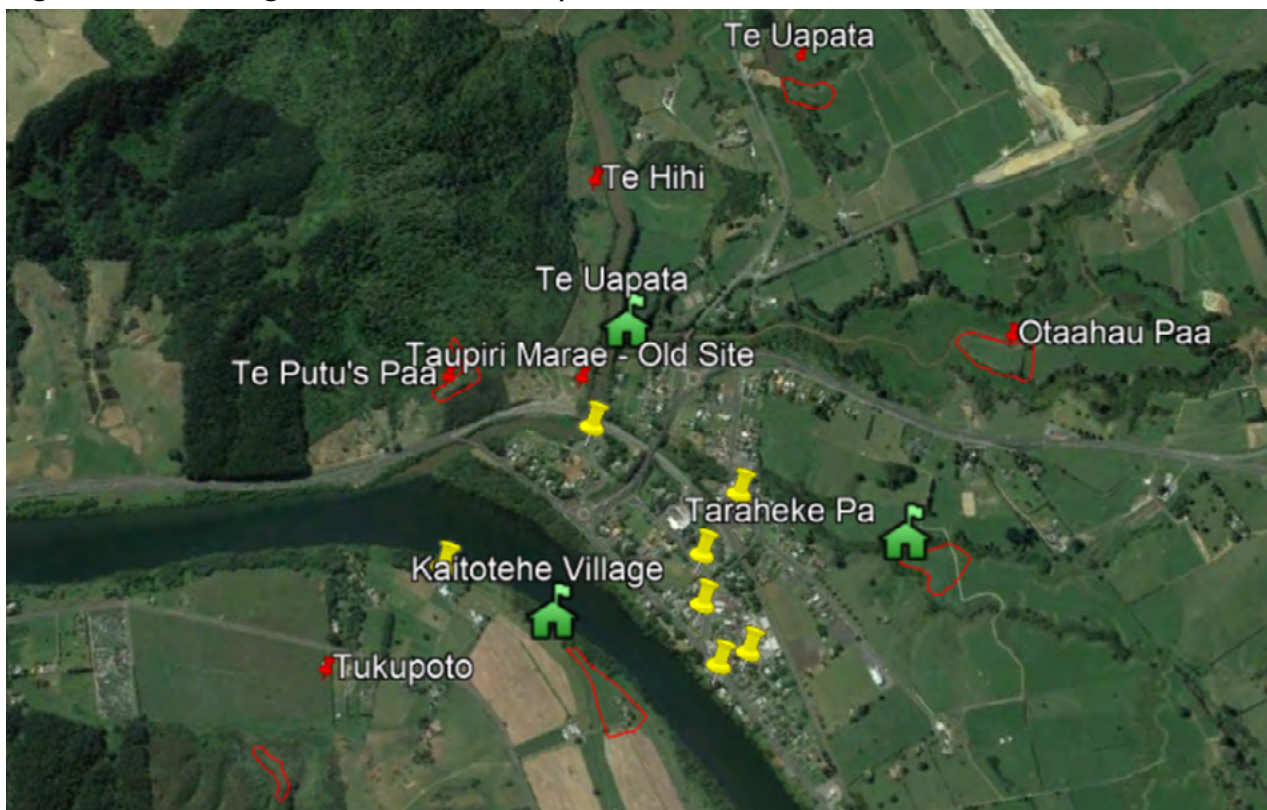 Te Uapata
Te Hihi
Te Uapata
Otaahau Paa
Taupiri Marae - Old Site
Te Putu's Paa
Taraheke Pa
Kaitotehe Village
Tukupoto